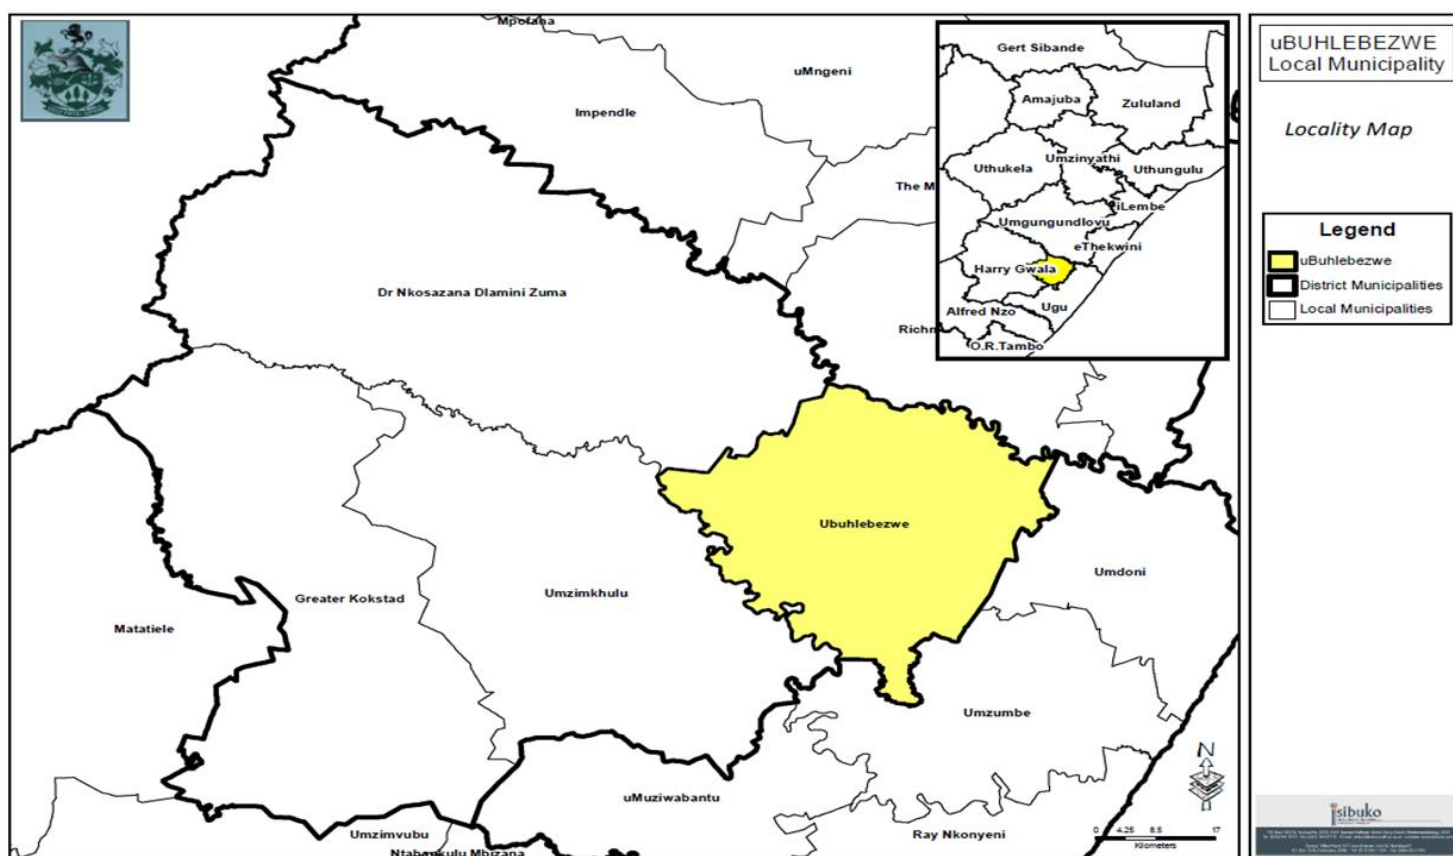 Mpofana
uMngeni
Impendle
The M
Dr Nkosazana Dlamini Zuma
Richm
Ubuhlebezwe
Umdoni
Umzimkhulu
Greater Kokstad
Matatiele
Umzumbe
uMuziwabantu
Ray Nkonyeni
Umzimvubu
Ntabankulu Mbizana
Gert Sibande
Amajuba
Zululand
Umzinyathi
Uthukela
Uthungulu
iLembe
Umgungundlovu
eThekwini
Harry Gwala
Ugu
Alfred Nzo
O.R.Tambo
N
0 4.25 8.5 17
Kilometers
uBUHLEBEZWE
Local Municipality
Locality Map
Legend
uBuhlebezwe
District Municipalities
Local Municipalities
isibuko